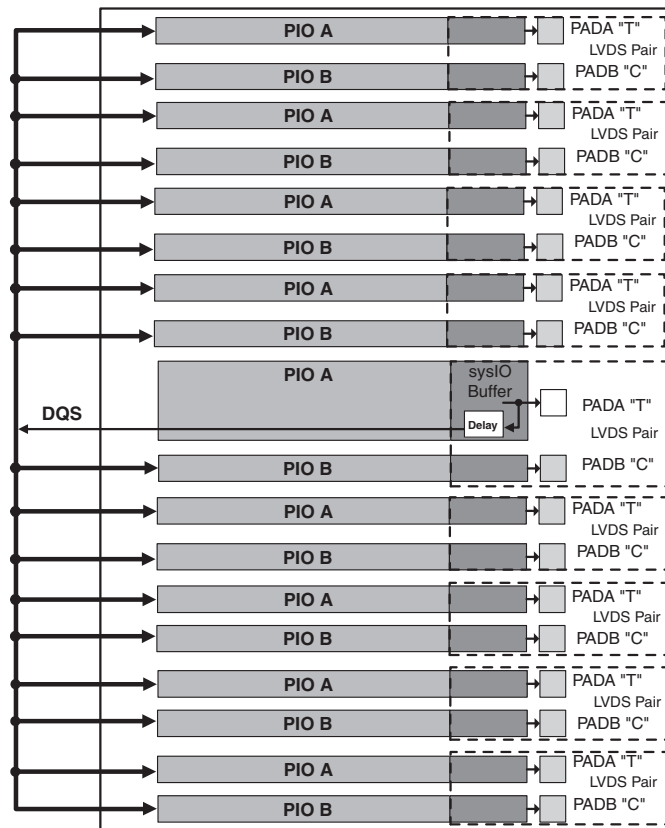 PIO A
PADA "T"
LVDS Pair
PIO B
PADB "C"
PIO A
PADA "T"
LVDS Pair
PIO B
PADB "C"
PIO A
PADA "T"
LVDS Pair
PIO B
PADB "C"
PIO A
PADA "T"
LVDS Pair
PIO B
PADB "C"
PIO A
sysIO
Buffer
PADA "T"
DQS
Delay
LVDS Pair
PIO B
PADB "C"
PIO A
PADA "T"
LVDS Pair
PIO B
PADB "C"
PIO A
PADA "T"
LVDS Pair
PIO B
PADB "C"
PIO A
PADA "T"
LVDS Pair
PIO B
PADB "C"
PIO A
PADA "T"
LVDS Pair
PIO B
PADB "C"